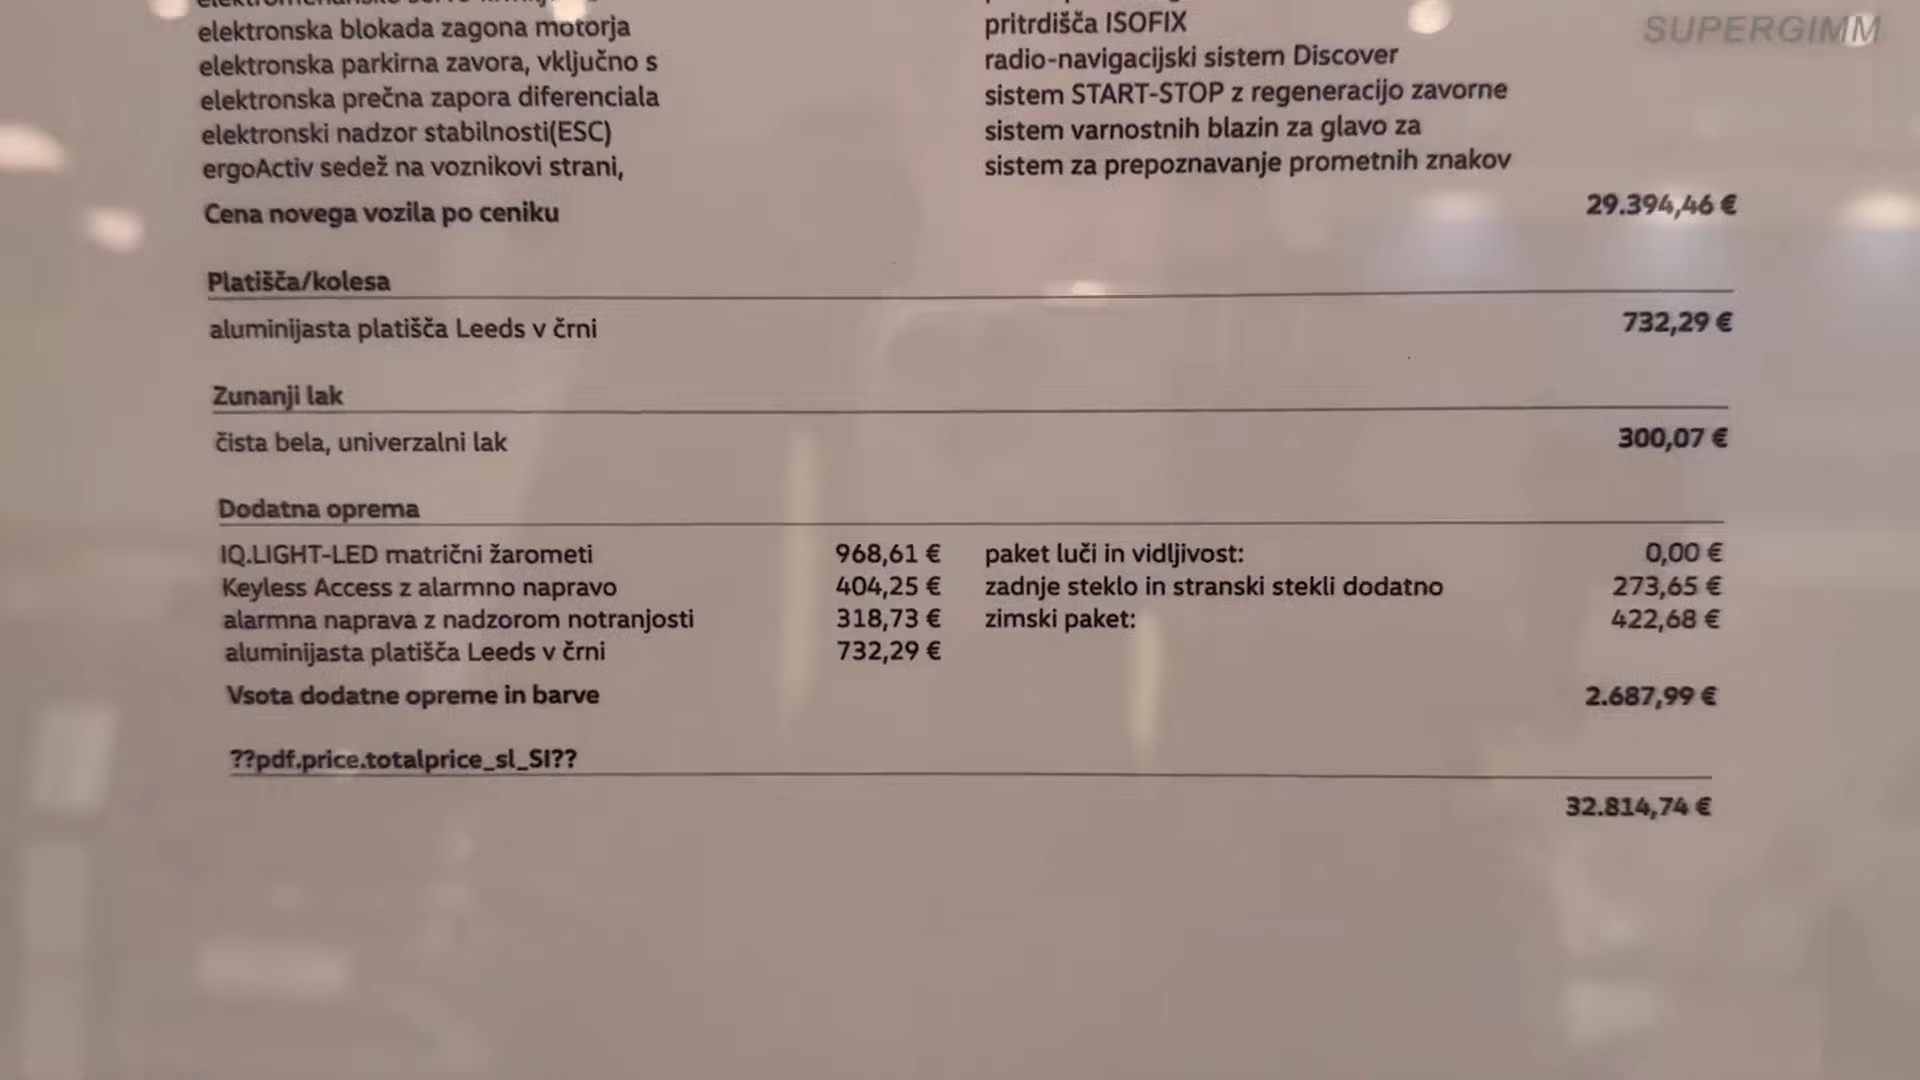 SUPERGIMM
elektronska blokada zagona motorja
elektronska parkirna zavora, vključno s
elektronska prečna zapora diferenciala
elektronski nadzor stabilnosti(ESC)
ergoActiv sedež na voznikovi strani,
pritrdišča ISOFIX
radio-navigacijski sistem Discover
sistem START-STOP z regeneracijo zavorne
sistem varnostnih blazin za glavo za
sistem za prepoznavanje prometnih znakov
Cena novega vozila po ceniku 29.394,46 €
Platišča/kolesa
aluminijasta platišča Leeds v črni 732,29 €
Zunanji lak
čista bela, univerzalni lak 300,07 €
Dodatna oprema
IQ.LIGHT-LED matrični žarometi 968,61 € paket luči in vidljivost: 0,00 €
Keyless Access z alarmno napravo 404,25 € zadnje steklo in stranski stekli dodatno 273,65 €
alarmna naprava z nadzorom notranjosti 318,73 € zimski paket: 422,68 €
aluminijasta platišča Leeds v črni 732,29 €
Vsota dodatne opreme in barve 2.687,99 €
??pdf.price.totalprice_sl_SI??
32.814,74 €